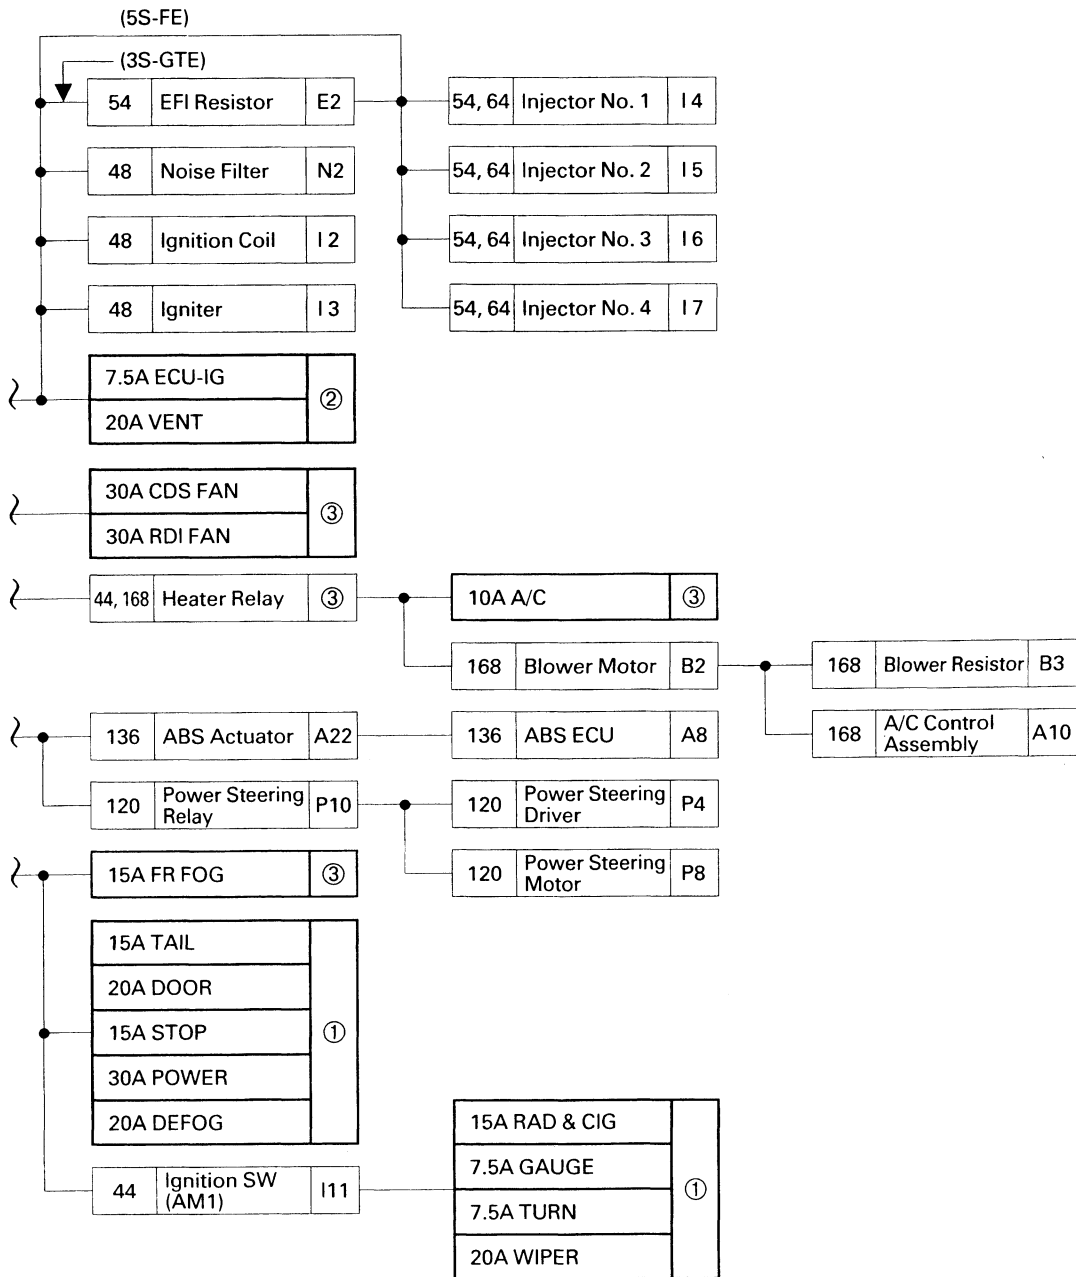 (5S-FE)
(3S-GTE)
54 EFI Resistor E2 54, 64 Injector No. 1 I 4
48 Noise Filter N2 54, 64 Injector No. 2 I 5
48 Ignition Coil I 2 54, 64 Injector No. 3 I 6
48 Igniter I 3 54, 64 Injector No. 4 I 7
7.5A ECU-IG
②
20A VENT
30A CDS FAN
③
30A RDI FAN
44, 168 Heater Relay ③ 10A A/C ③
168 Blower Motor B2 168 Blower Resistor B3
136 ABS Actuator A22 136 ABS ECU A8 168 A/C Control
Assembly A10
120 Power Steering
Relay P10 120 Power Steering
Driver P4
15A FR FOG ③ 120 Power Steering
Motor P8
15A TAIL
20A DOOR
15A STOP ①
30A POWER
20A DEFOG
44 Ignition SW
(AM1) I11
15A RAD & CIG
7.5A GAUGE
①
7.5A TURN
20A WIPER